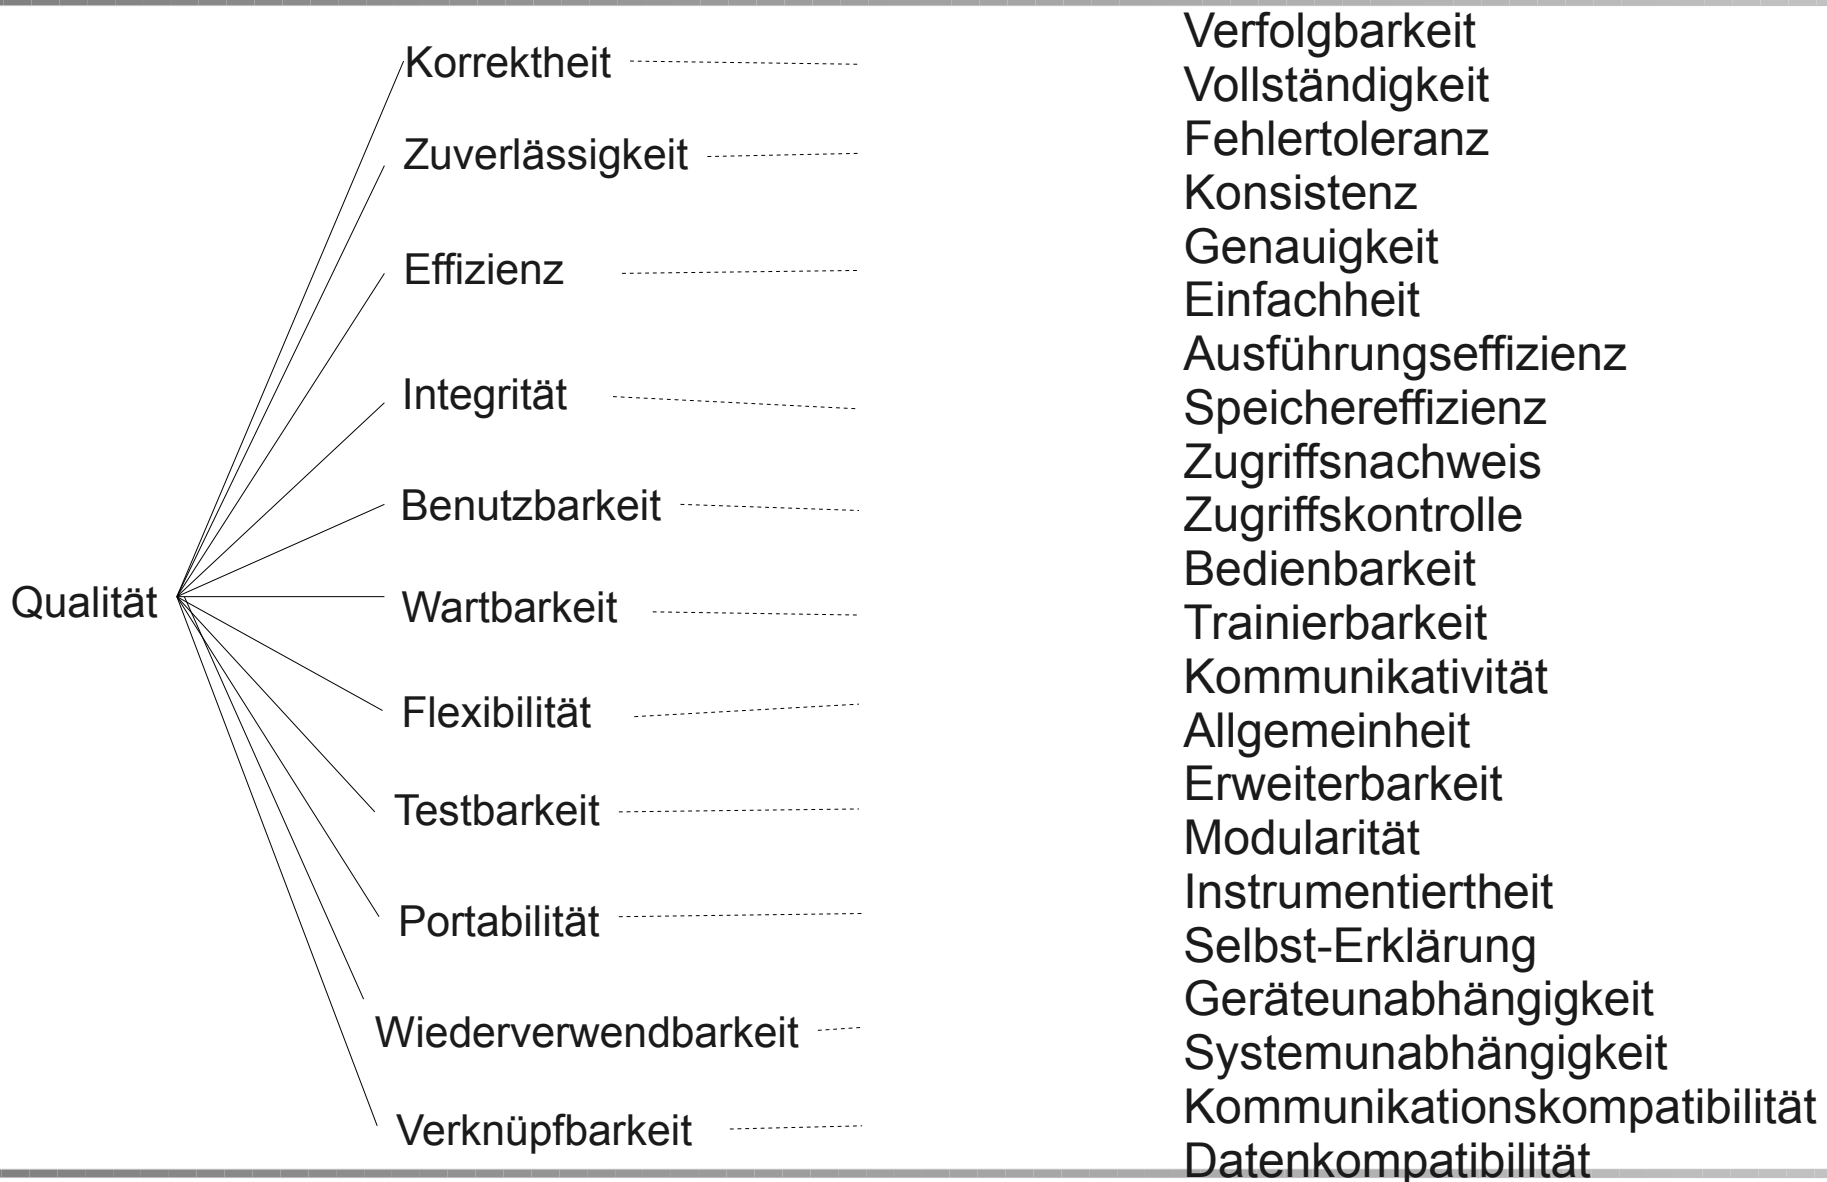 Qualität
Korrektheit
Zuverlässigkeit
Effizienz
Integrität
Benutzbarkeit
Wartbarkeit
Flexibilität
Testbarkeit
Portabilität
Wiederverwendbarkeit
Verknüpfbarkeit
Verfolgbarkeit
Vollständigkeit
Fehlertoleranz
Konsistenz
Genauigkeit
Einfachheit
Ausführungseffizienz
Speichereffizienz
Zugriffsnachweis
Zugriffskontrolle
Bedienbarkeit
Trainierbarkeit
Kommunikativität
Allgemeinheit
Erweiterbarkeit
Modularität
Instrumentiertheit
Selbst-Erklärung
Geräteunabhängigkeit
Systemunabhängigkeit
Kommunikationskompatibilität
Datenkompatibilität